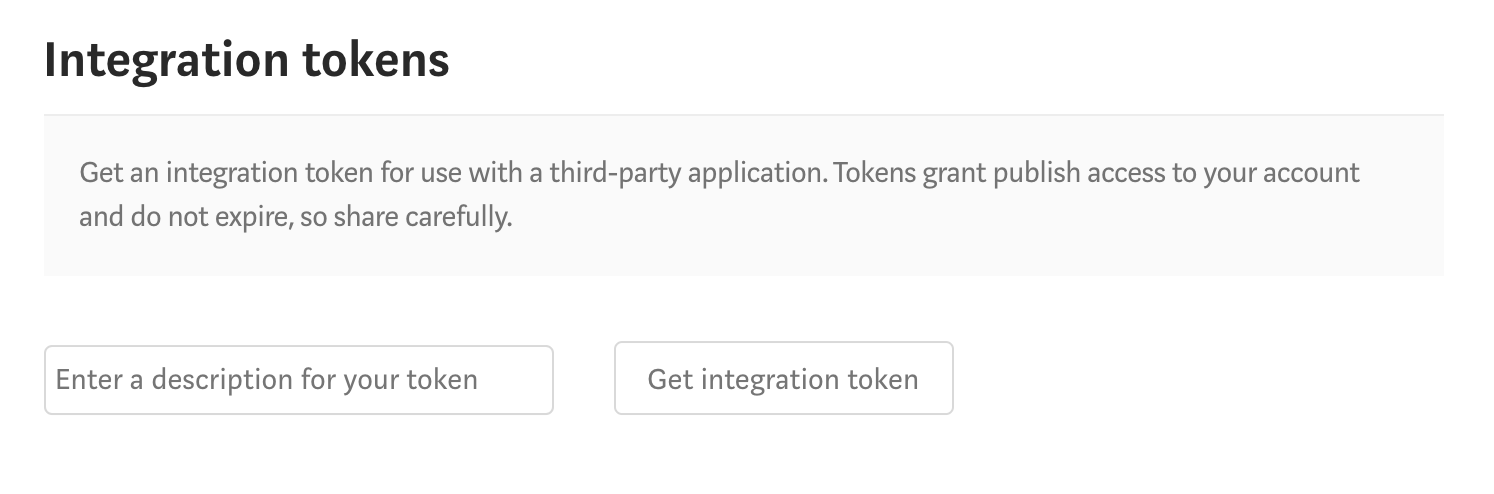 Integration tokens
Get an integration token for use with a third-party application. Tokens grant publish access to your account
and do not expire, so share carefully.
Enter a description for your token
Get integration token